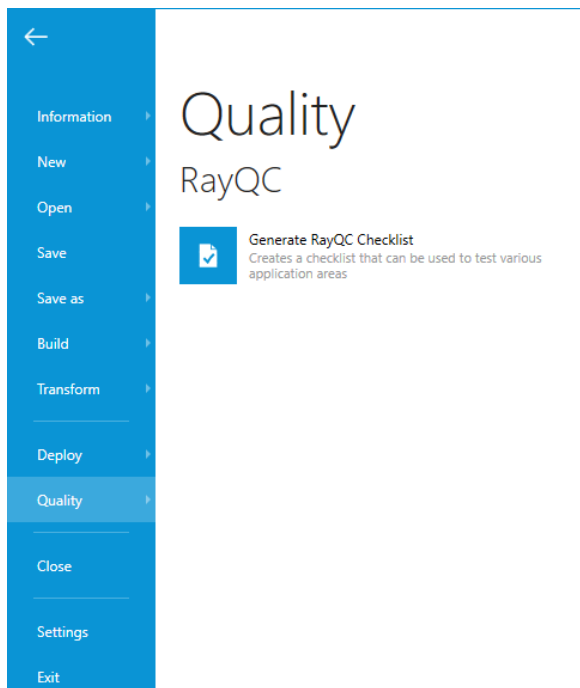 Information
New
Open
Save
Save as
Build
Transform
Deploy
Quality
Close
Settings
Exit
Quality
RayQC
Generate RayQC Checklist
Creates a checklist that can be used to test various
application areas